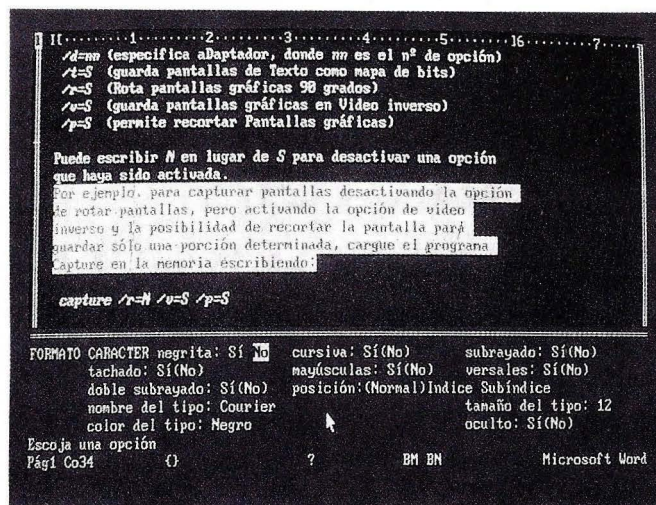 1[·········1·········2·········3·········4·········5·········]6·········7····
/d=nn (especifica aDaptador, donde nn es el nº de opción)
/t=S (guarda pantallas de Texto como mapa de bits)
/r=S (Rota pantallas gráficas 90 grados)
/v=S (guarda pantallas gráficas en Video inverso)
/p=S (permite recortar Pantallas gráficas)
Puede escribir N en lugar de S para desactivar una opción
que haya sido activada.
Por ejemplo, para capturar pantallas desactivando la opción
de rotar pantallas, pero activando la opción de video
inverso y la posibilidad de recortar la pantalla para
guardar sólo una porción determinada, cargue el programa
Capture en la memoria escribiendo:
capture /r=N /v=S /p=S
FORMATO CARACTER negrita: Sí No cursiva: Sí(No) subrayado: Sí(No)
tachado: Sí(No) mayúsculas: Sí(No) versales: Sí(No)
doble subrayado: Sí(No) posición:(Normal)Indice Subíndice
nombre del tipo: Courier tamaño del tipo: 12
color del tipo: Negro oculto: Sí(No)
Escoja una opción
Pág1 Co34 {} ? BM BN Microsoft Word